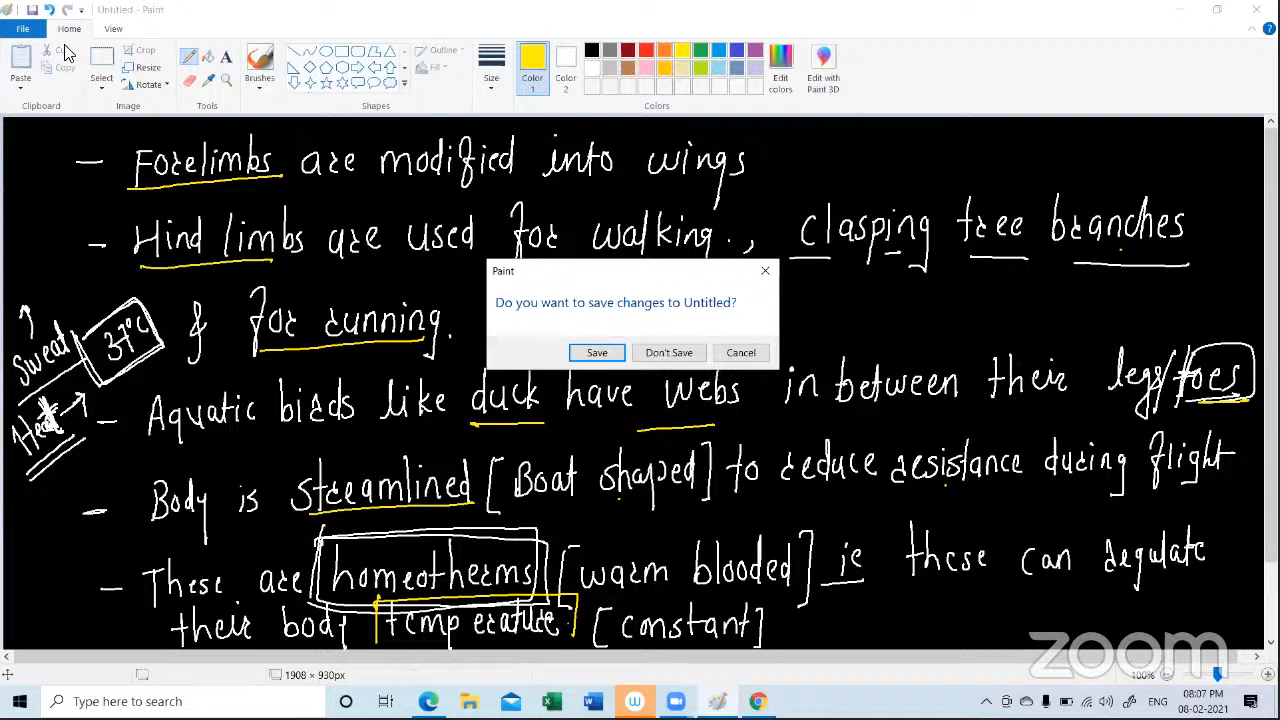 Untitled - Paint
File Home View
Paste Cut Copy Select Crop Resize Rotate Brushes Outline Fill Size Color 1 Color 2 Edit colors Edit with Paint 3D
Clipboard Image Tools Shapes Colors
- Forelimbs are modified into wings
- Hind limbs are used for walking, clasping tree branches
& for running.
Sweat 37°C
Heat
- Aquatic birds like duck have webs in between their legs/toes
- Body is streamlined [Boat shaped] to reduce resistance during flight
- These are homeotherms [warm blooded] ie these can regulate
their body temperature [constant]
Paint
Do you want to save changes to Untitled?
Save Don't Save Cancel
zoom
1908 × 930px 100%
Type here to search
ENG 08:07 PM
08-02-2021